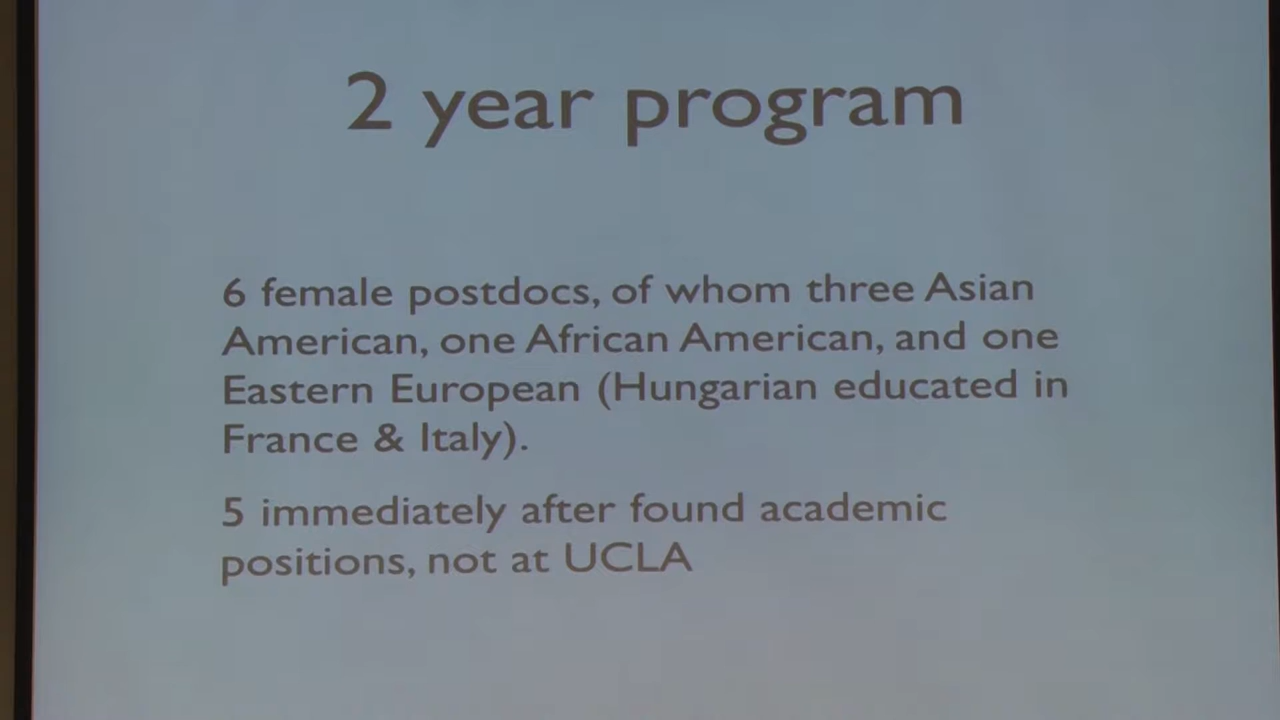 2 year program
6 female postdocs, of whom three Asian
American, one African American, and one
Eastern European (Hungarian educated in
France & Italy).
5 immediately after found academic
positions, not at UCLA